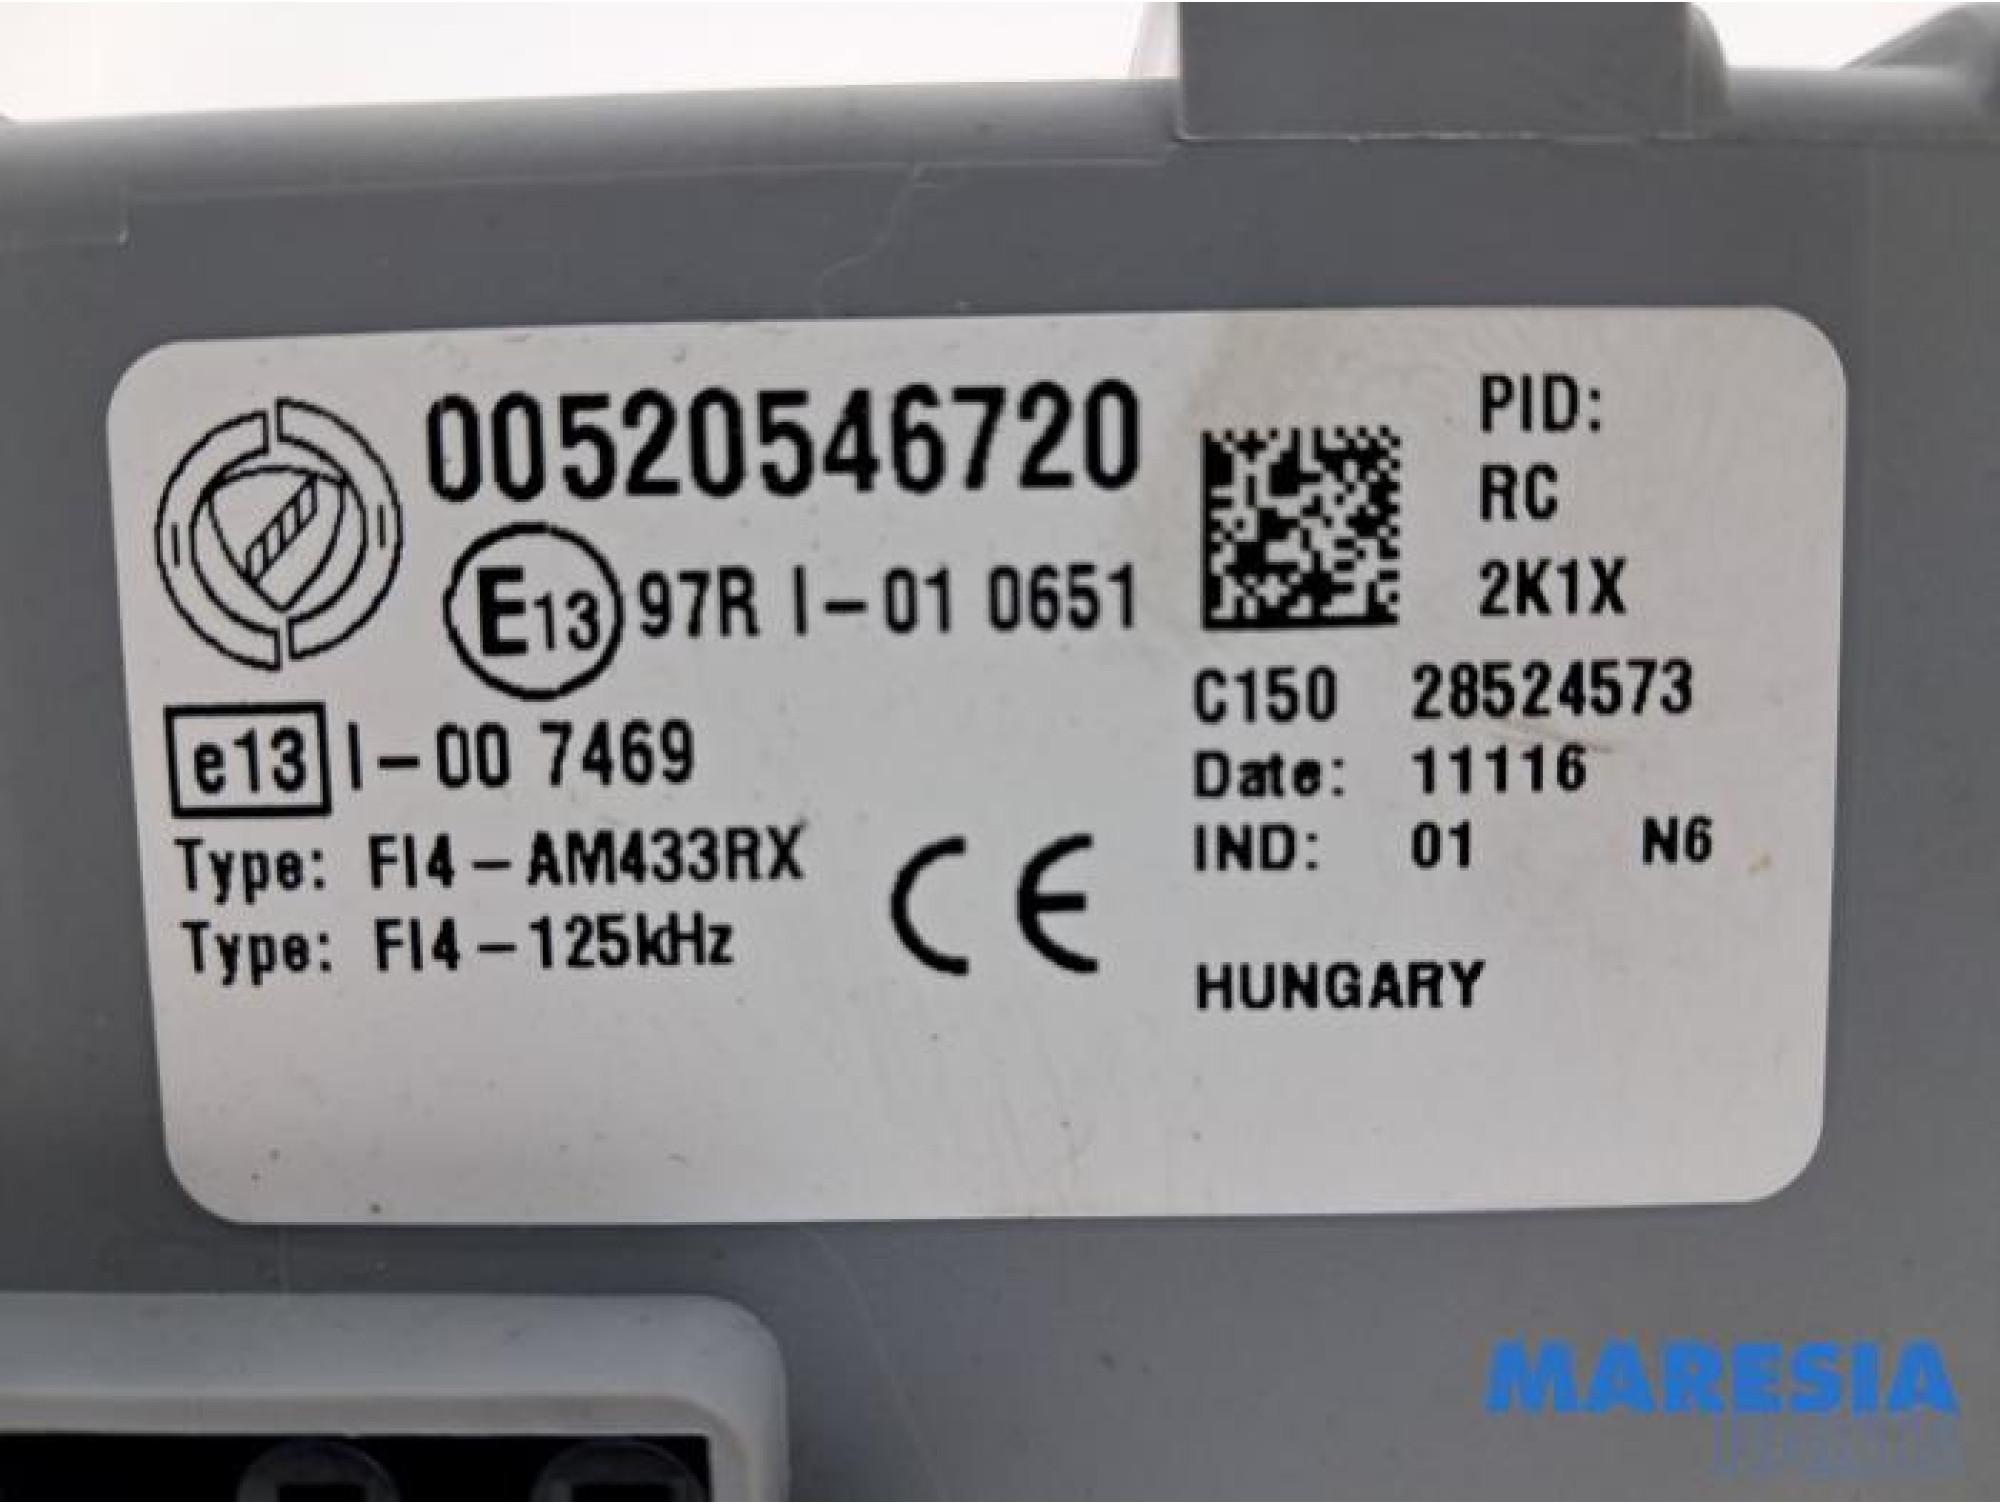 00520546720
E13 97R I-01 0651
e13 I-00 7469
Type: FI4-AM433RX
Type: FI4-125kHz
CE
PID:
RC
2K1X
C150 28524573
Date: 11116
IND: 01 N6
HUNGARY
MARESIA